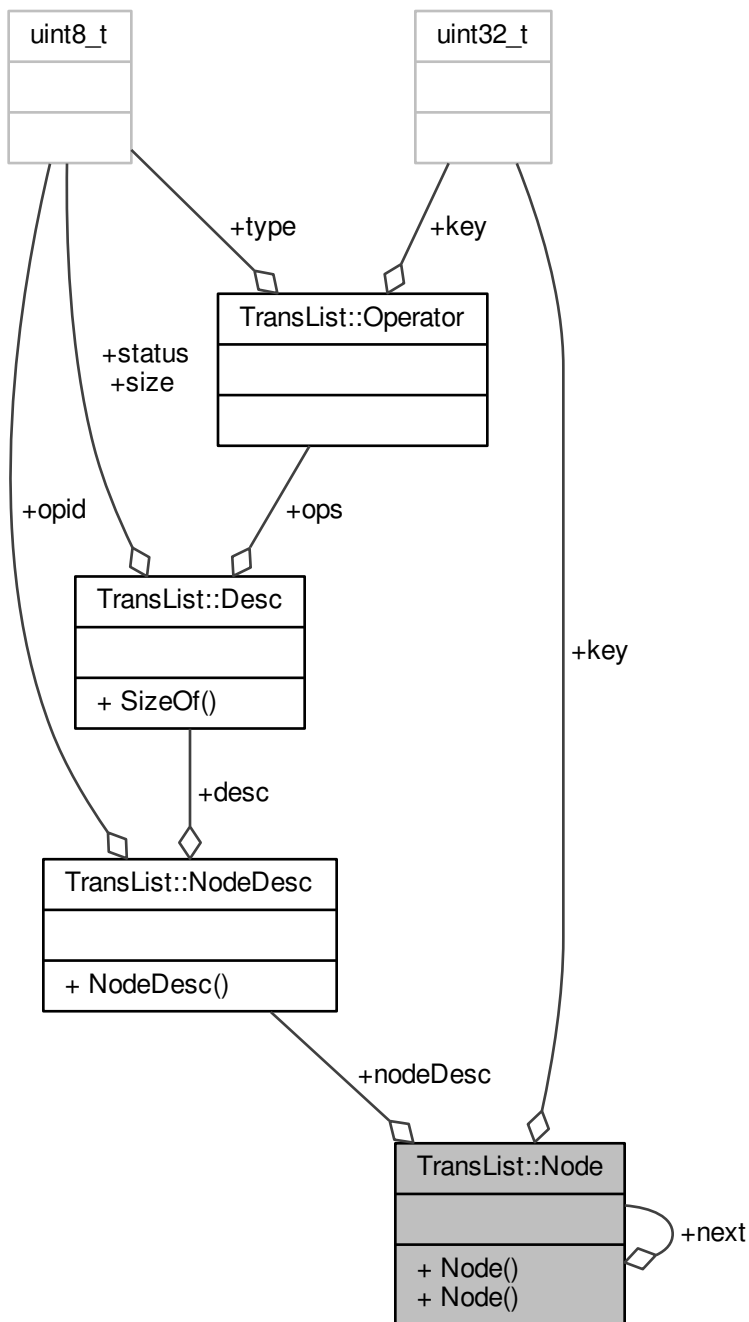 uint8_t
uint32_t
+type
+key
TransList::Operator
+status
+size
+opid
+ops
TransList::Desc
+ SizeOf()
+key
+desc
TransList::NodeDesc
+ NodeDesc()
+nodeDesc
TransList::Node
+next
+ Node()
+ Node()